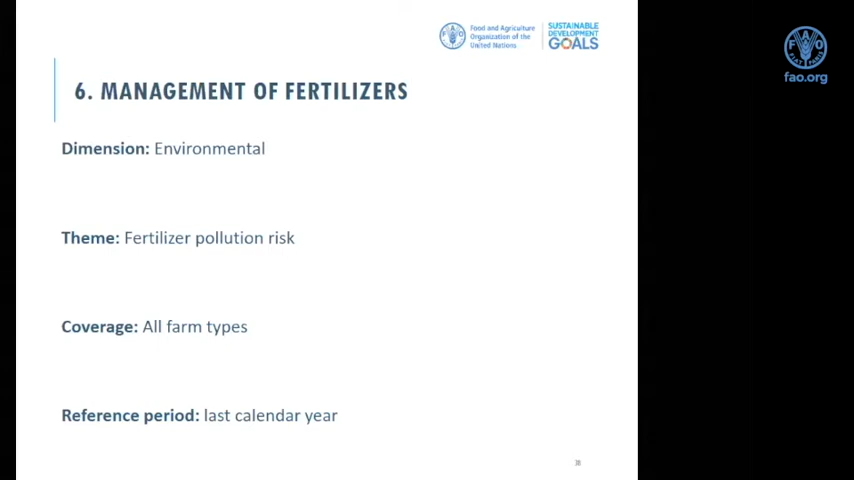 Food and Agriculture
Organization of the
United Nations
SUSTAINABLE
DEVELOPMENT
GOALS
fao.org
6. MANAGEMENT OF FERTILIZERS
Dimension: Environmental
Theme: Fertilizer pollution risk
Coverage: All farm types
Reference period: last calendar year